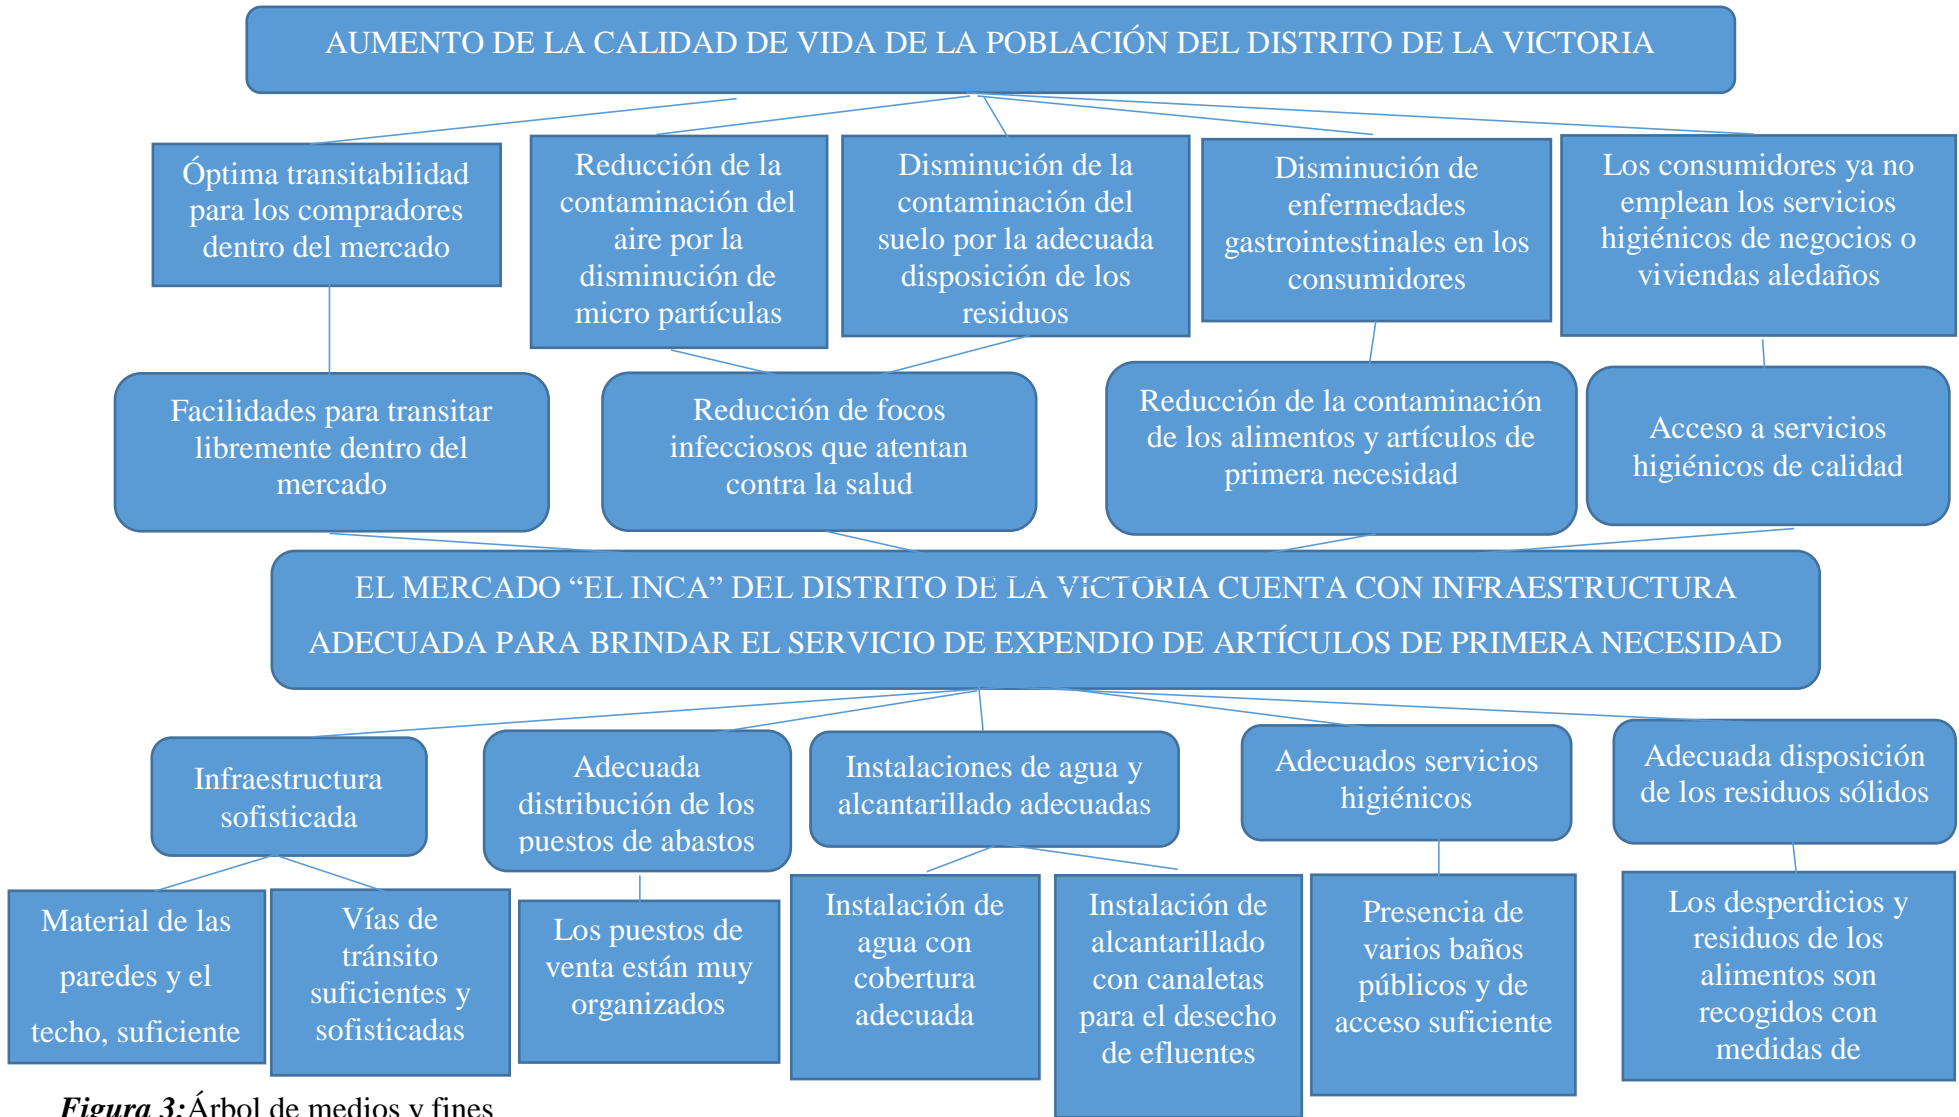 AUMENTO DE LA CALIDAD DE VIDA DE LA POBLACIÓN DEL DISTRITO DE LA VICTORIA
Óptima transitabilidad
para los compradores
dentro del mercado
Reducción de la
contaminación del
aire por la
disminución de
micro partículas
Disminución de la
contaminación del
suelo por la adecuada
disposición de los
residuos
Disminución de
enfermedades
gastrointestinales en los
consumidores
Los consumidores ya no
emplean los servicios
higiénicos de negocios o
viviendas aledaños
Facilidades para transitar
libremente dentro del
mercado
Reducción de focos
infecciosos que atentan
contra la salud
Reducción de la contaminación
de los alimentos y artículos de
primera necesidad
Acceso a servicios
higiénicos de calidad
EL MERCADO “EL INCA” DEL DISTRITO DE LA VICTORIA CUENTA CON INFRAESTRUCTURA
ADECUADA PARA BRINDAR EL SERVICIO DE EXPENDIO DE ARTÍCULOS DE PRIMERA NECESIDAD
Infraestructura
sofisticada
Adecuada
distribución de los
puestos de abastos
Instalaciones de agua y
alcantarillado adecuadas
Adecuados servicios
higiénicos
Adecuada disposición
de los residuos sólidos
Material de las
paredes y el
techo, suficiente
Vías de
tránsito
suficientes y
sofisticadas
Los puestos de
venta están muy
organizados
Instalación de
agua con
cobertura
adecuada
Instalación de
alcantarillado
con canaletas
para el desecho
de efluentes
Presencia de
varios baños
públicos y de
acceso suficiente
Los desperdicios y
residuos de los
alimentos son
recogidos con
medidas de
Figura 3:Árbol de medios y fines